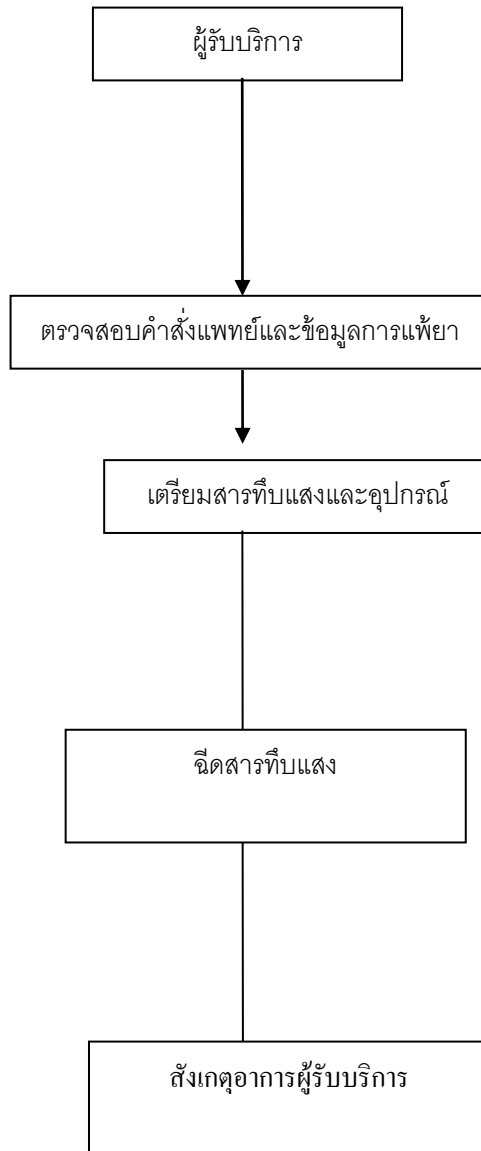 ผู้รับบริการ
ตรวจสอบคำสั่งแพทย์และข้อมูลการแพ้ยา
เตรียมสารทึบแสงและอุปกรณ์
ฉีดสารทึบแสง
สังเกตุอาการผู้รับบริการ